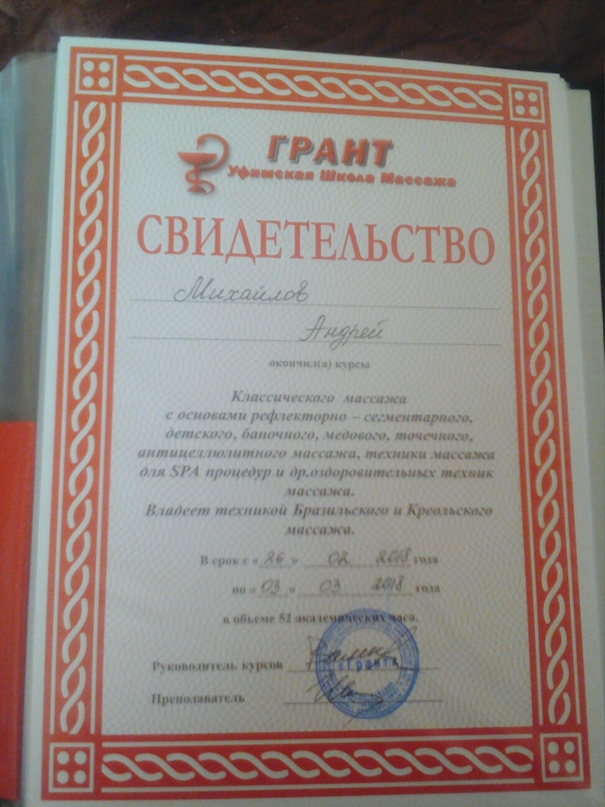 ГРАНТ
Уфимская Школа Массажа
СВИДЕТЕЛЬСТВО
Михайлов
Андрей
окончил(а) курсы
Классического массажа
с основами рефлекторно – сегментарного,
детского, баночного, медового, точечного,
антицеллюлитного массажа, техники массажа
для SPA процедур и др.оздоровительных техник
массажа.
Владеет техникой Бразильского и Креольского
массажа.
В срок с « 26 » 02 2018 года
по « 03 » 03 2018 года
в объеме 52 академических часа.
Руководитель курсов
Преподаватель
Грантъ